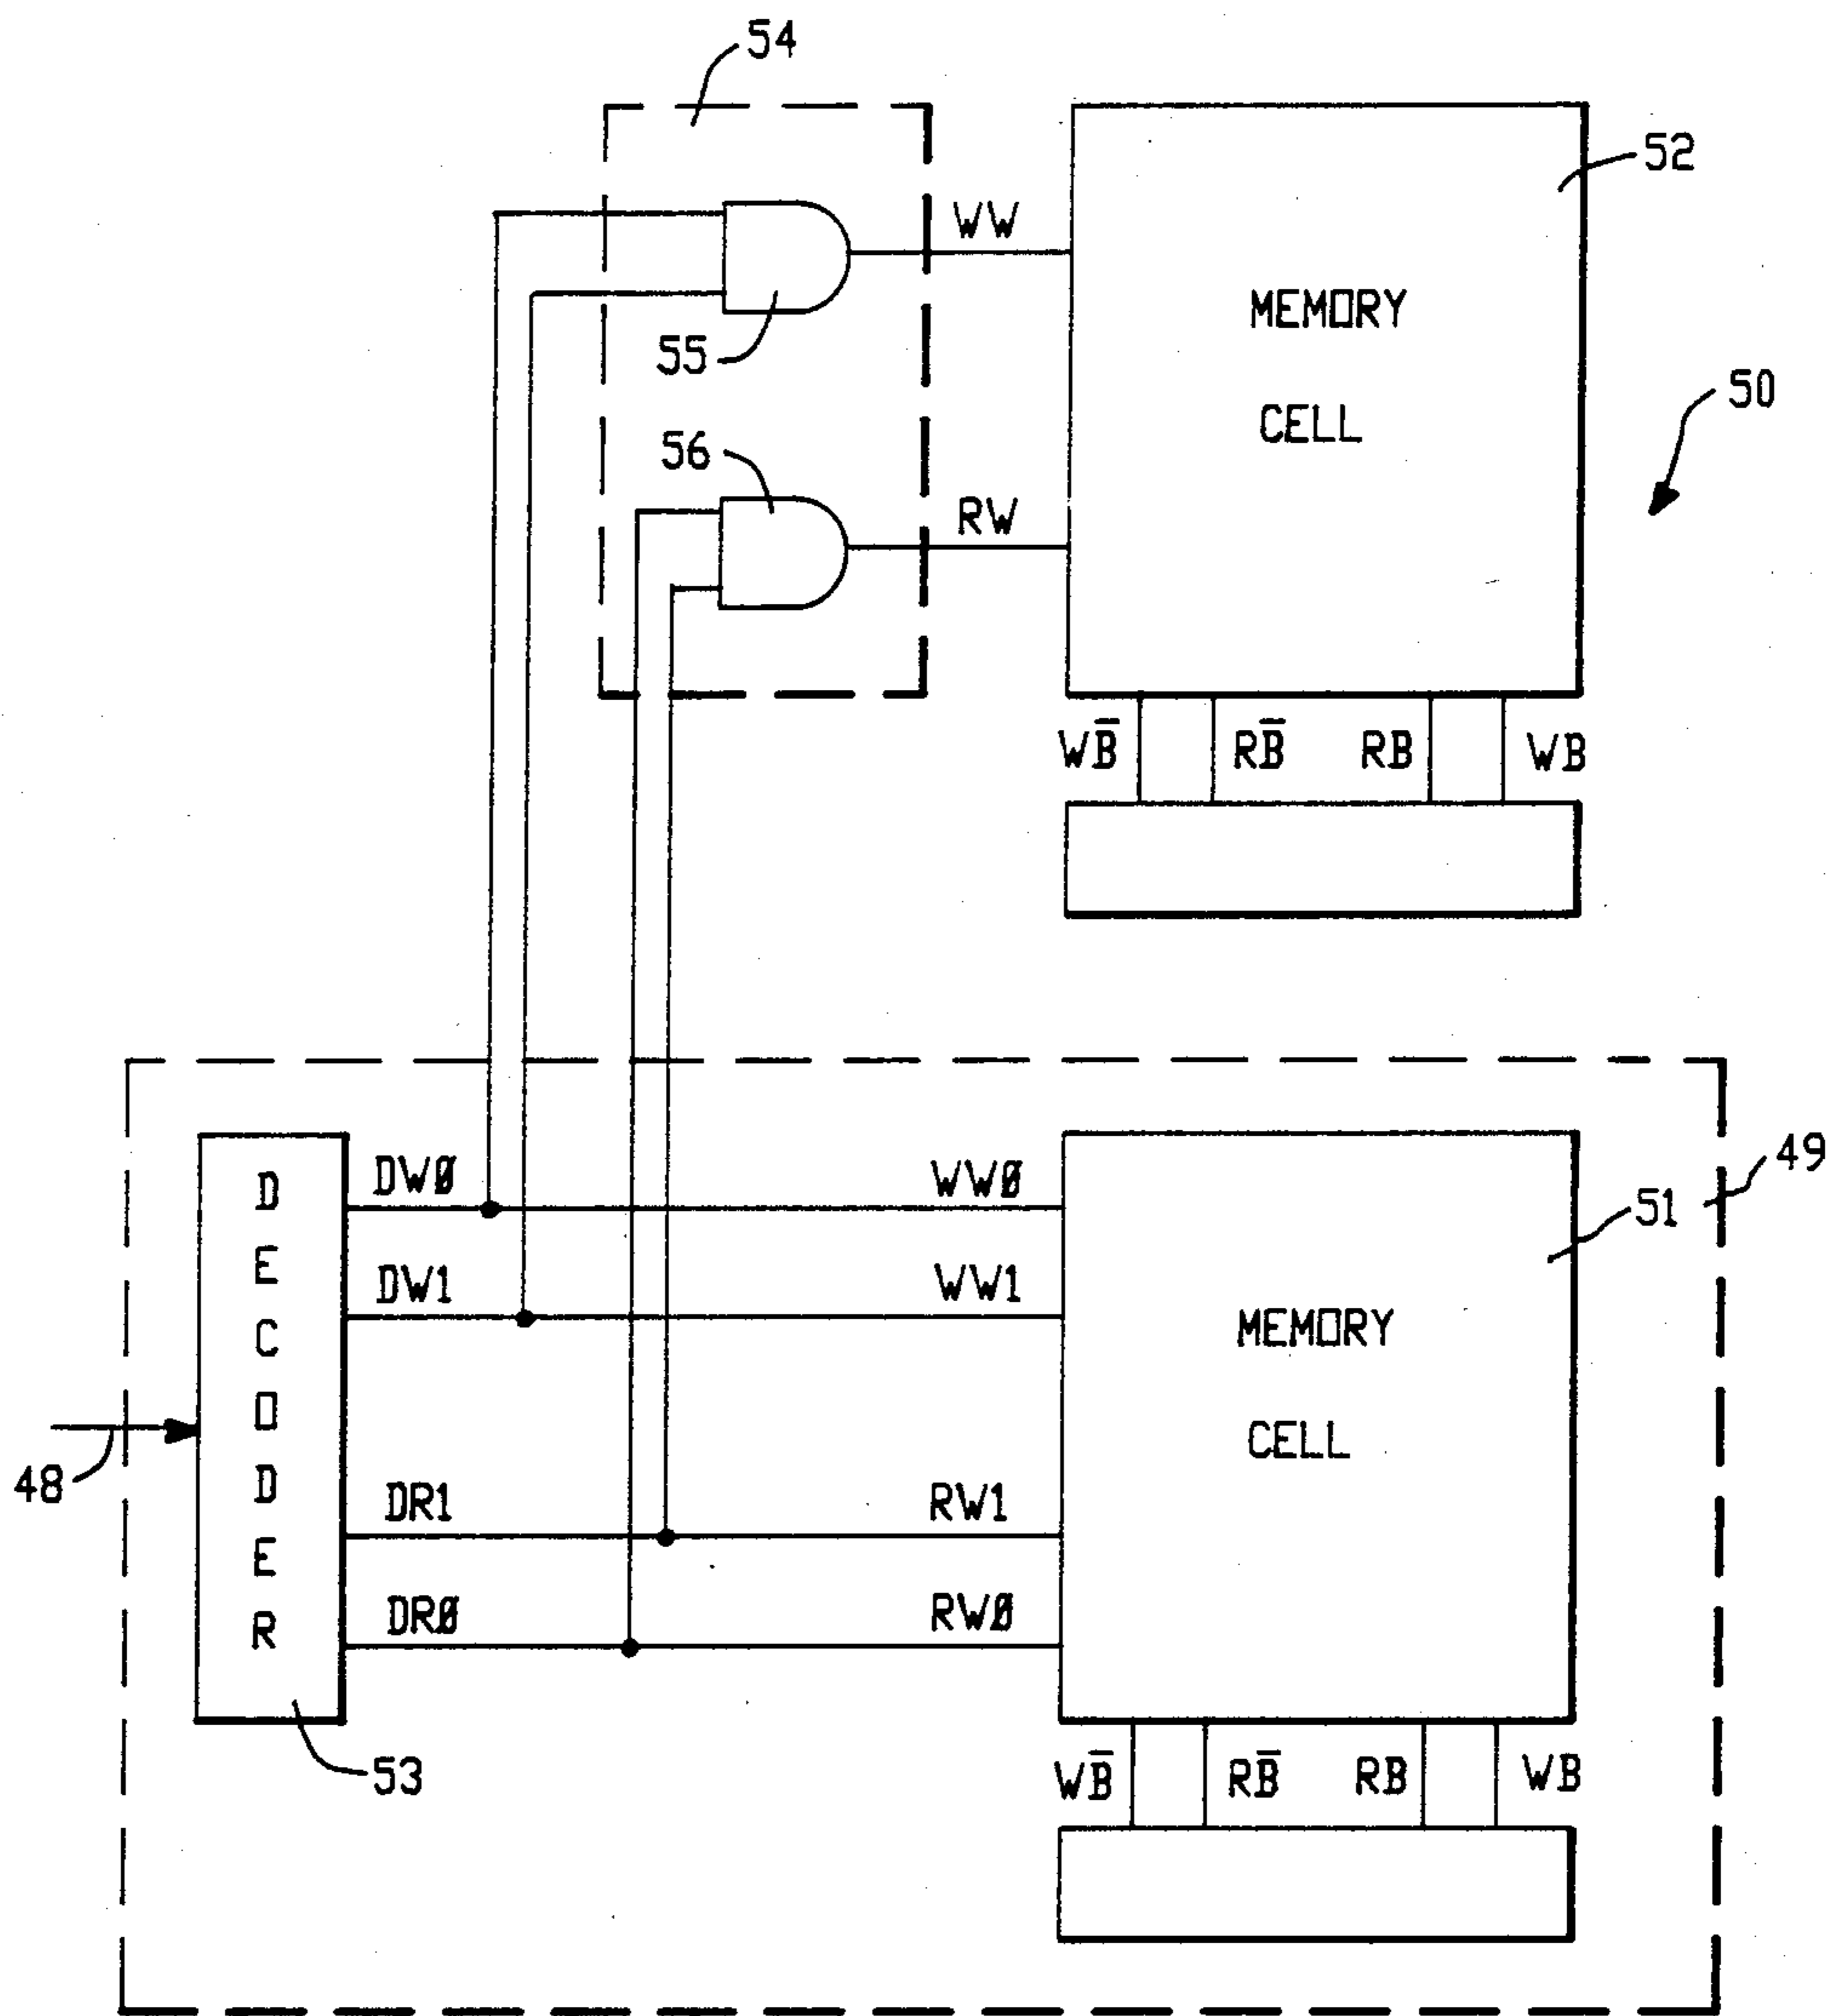 54
52
WW
MEMORY
CELL
55
50
56
RW
WB̅ RB̅ RB WB
49
DECODER
DWØ WWØ
51
DW1 WW1
MEMORY
CELL
48
DR1 RW1
DRØ RWØ
53
WB̅ RB̅ RB WB